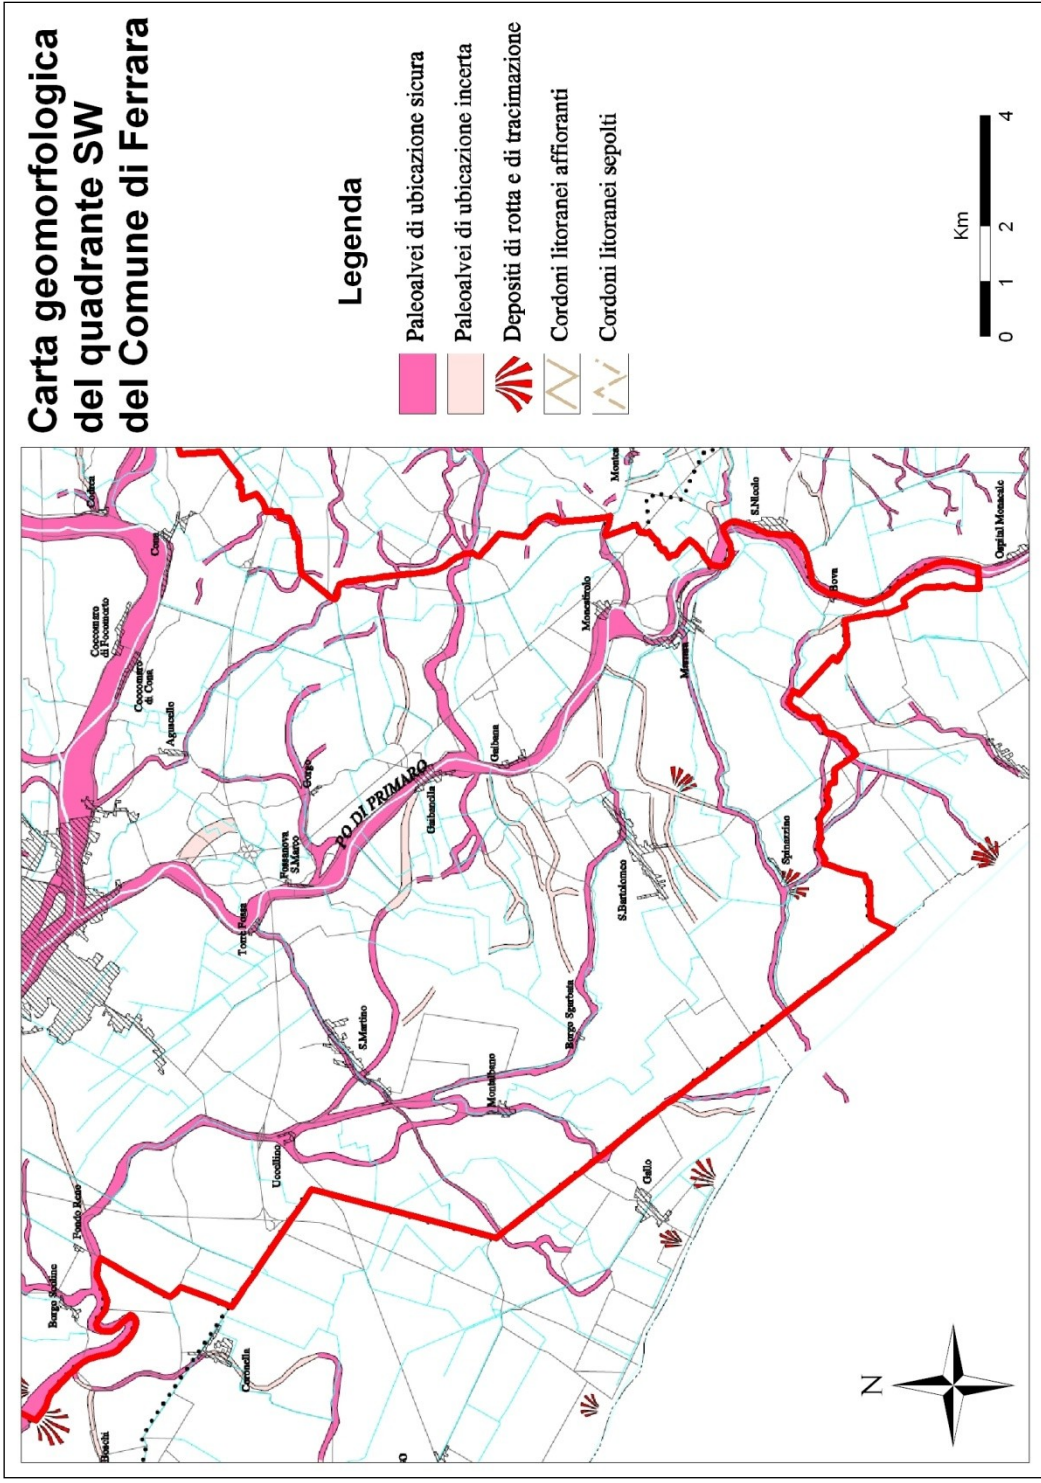 Carta geomorfologica
del quadrante SW
del Comune di Ferrara
Legenda
Paleoalvei di ubicazione sicura
Paleoalvei di ubicazione incerta
Depositi di rotta e di tracimazione
Cordoni litoranei affioranti
Cordoni litoranei sepolti
Km
0 1 2 4
N
Boschi
Borgo Scoline
Fondo Reno
Coronella
Uccellino
Montalbano
Gallo
S.Martino
Torre Fossa
Fossanova
S.Marco
Gorgo
Aguscello
PO DI PRIMARO
Gaibanella
Gaibana
Borgo Sgarbata
S.Bartolomeo
Spinazzino
Cocomaro
di Focomorto
Cocomaro
di Cona
Cona
Codrea
Monestirolo
Marrara
S.Nicolo
Bova
Ospital Monacale